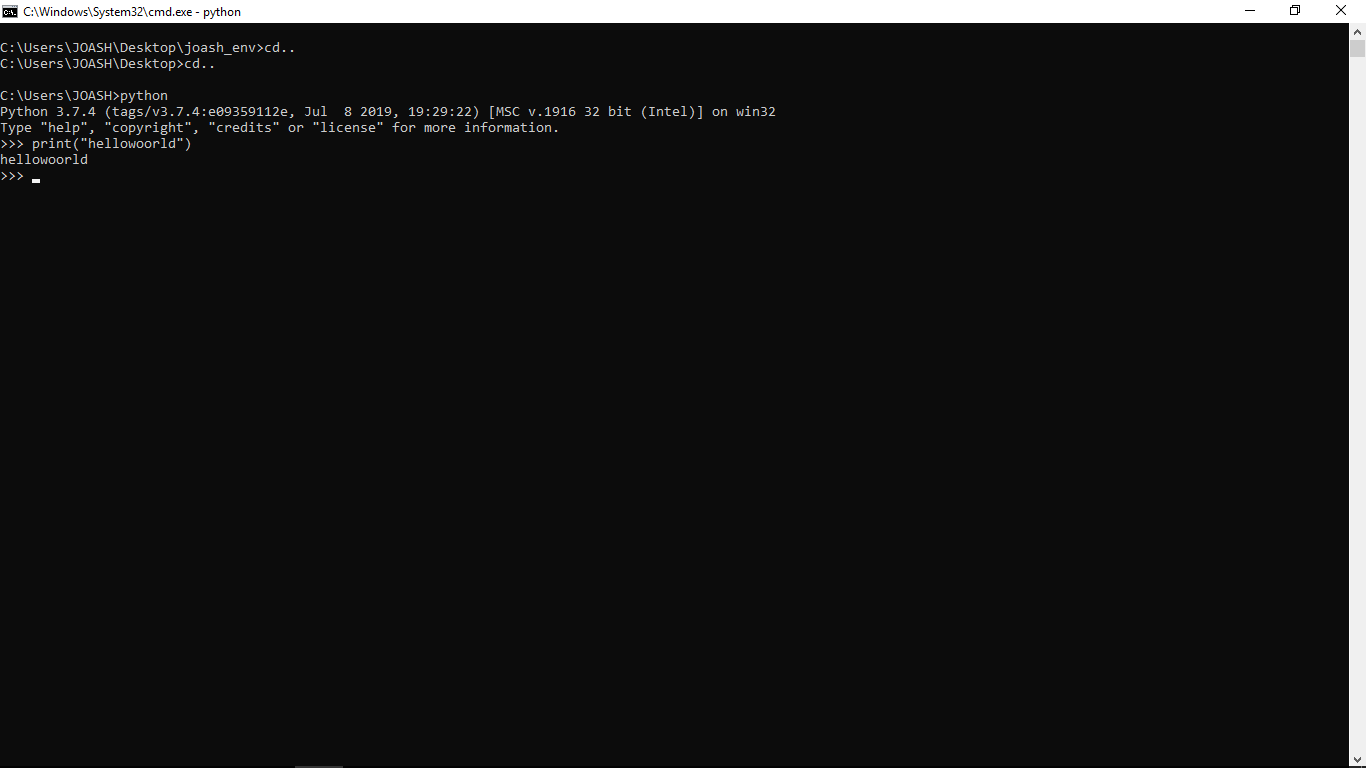 C:\Windows\System32\cmd.exe - python
C:\Users\JOASH\Desktop\joash_env>cd..
C:\Users\JOASH\Desktop>cd..
C:\Users\JOASH>python
Python 3.7.4 (tags/v3.7.4:e09359112e, Jul  8 2019, 19:29:22) [MSC v.1916 32 bit (Intel)] on win32
Type "help", "copyright", "credits" or "license" for more information.
>>> print("hellowoorld")
hellowoorld
>>>